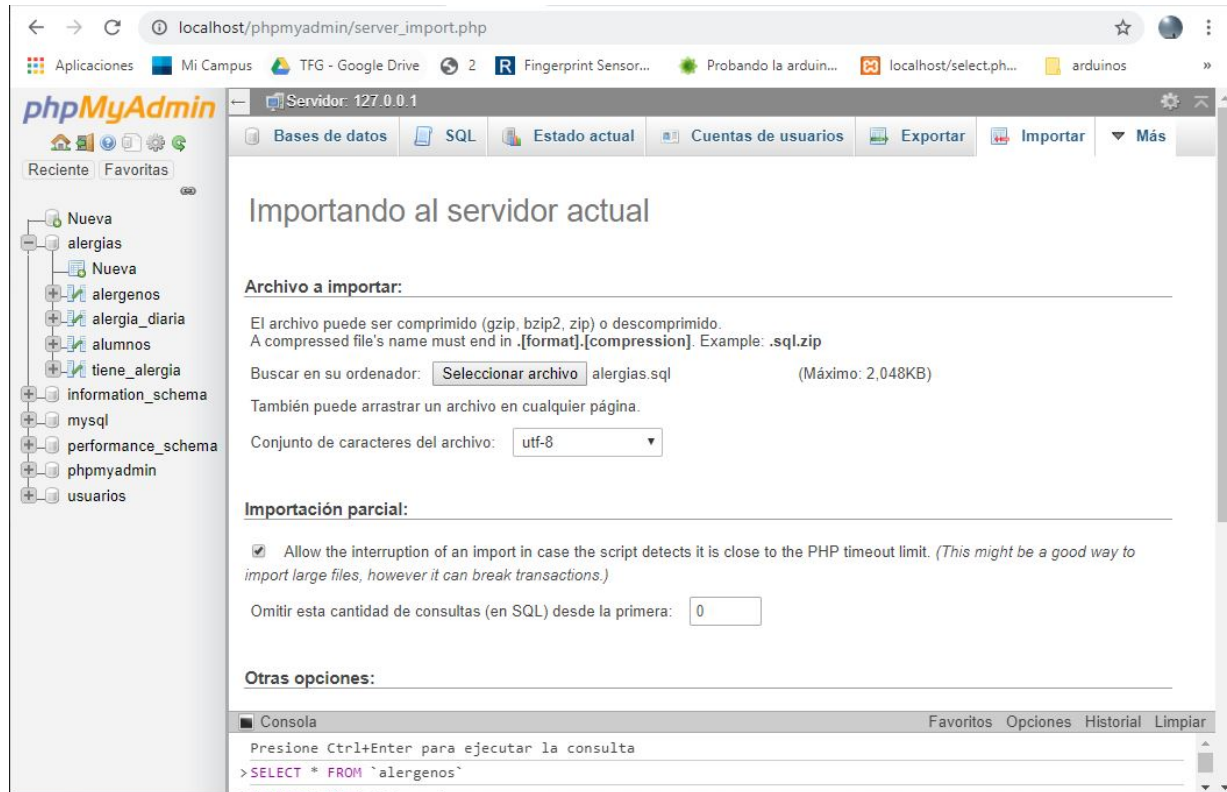 localhost/phpmyadmin/server_import.php
Aplicaciones Mi Campus TFG - Google Drive 2 R Fingerprint Sensor... Probando la arduin... localhost/select.ph... arduinos »
phpMyAdmin
Reciente Favoritas
Nueva
alergias
Nueva
alergenos
alergia_diaria
alumnos
tiene_alergia
information_schema
mysql
performance_schema
phpmyadmin
usuarios
Servidor: 127.0.0.1
Bases de datos SQL Estado actual Cuentas de usuarios Exportar Importar Más
Importando al servidor actual
Archivo a importar:
El archivo puede ser comprimido (gzip, bzip2, zip) o descomprimido.
A compressed file's name must end in .[format].[compression]. Example: .sql.zip
Buscar en su ordenador: Seleccionar archivo alergias.sql (Máximo: 2,048KB)
También puede arrastrar un archivo en cualquier página.
Conjunto de caracteres del archivo: utf-8
Importación parcial:
Allow the interruption of an import in case the script detects it is close to the PHP timeout limit. (This might be a good way to
import large files, however it can break transactions.)
Omitir esta cantidad de consultas (en SQL) desde la primera: 0
Otras opciones:
Consola Favoritos Opciones Historial Limpiar
Presione Ctrl+Enter para ejecutar la consulta
>SELECT * FROM `alergenos`